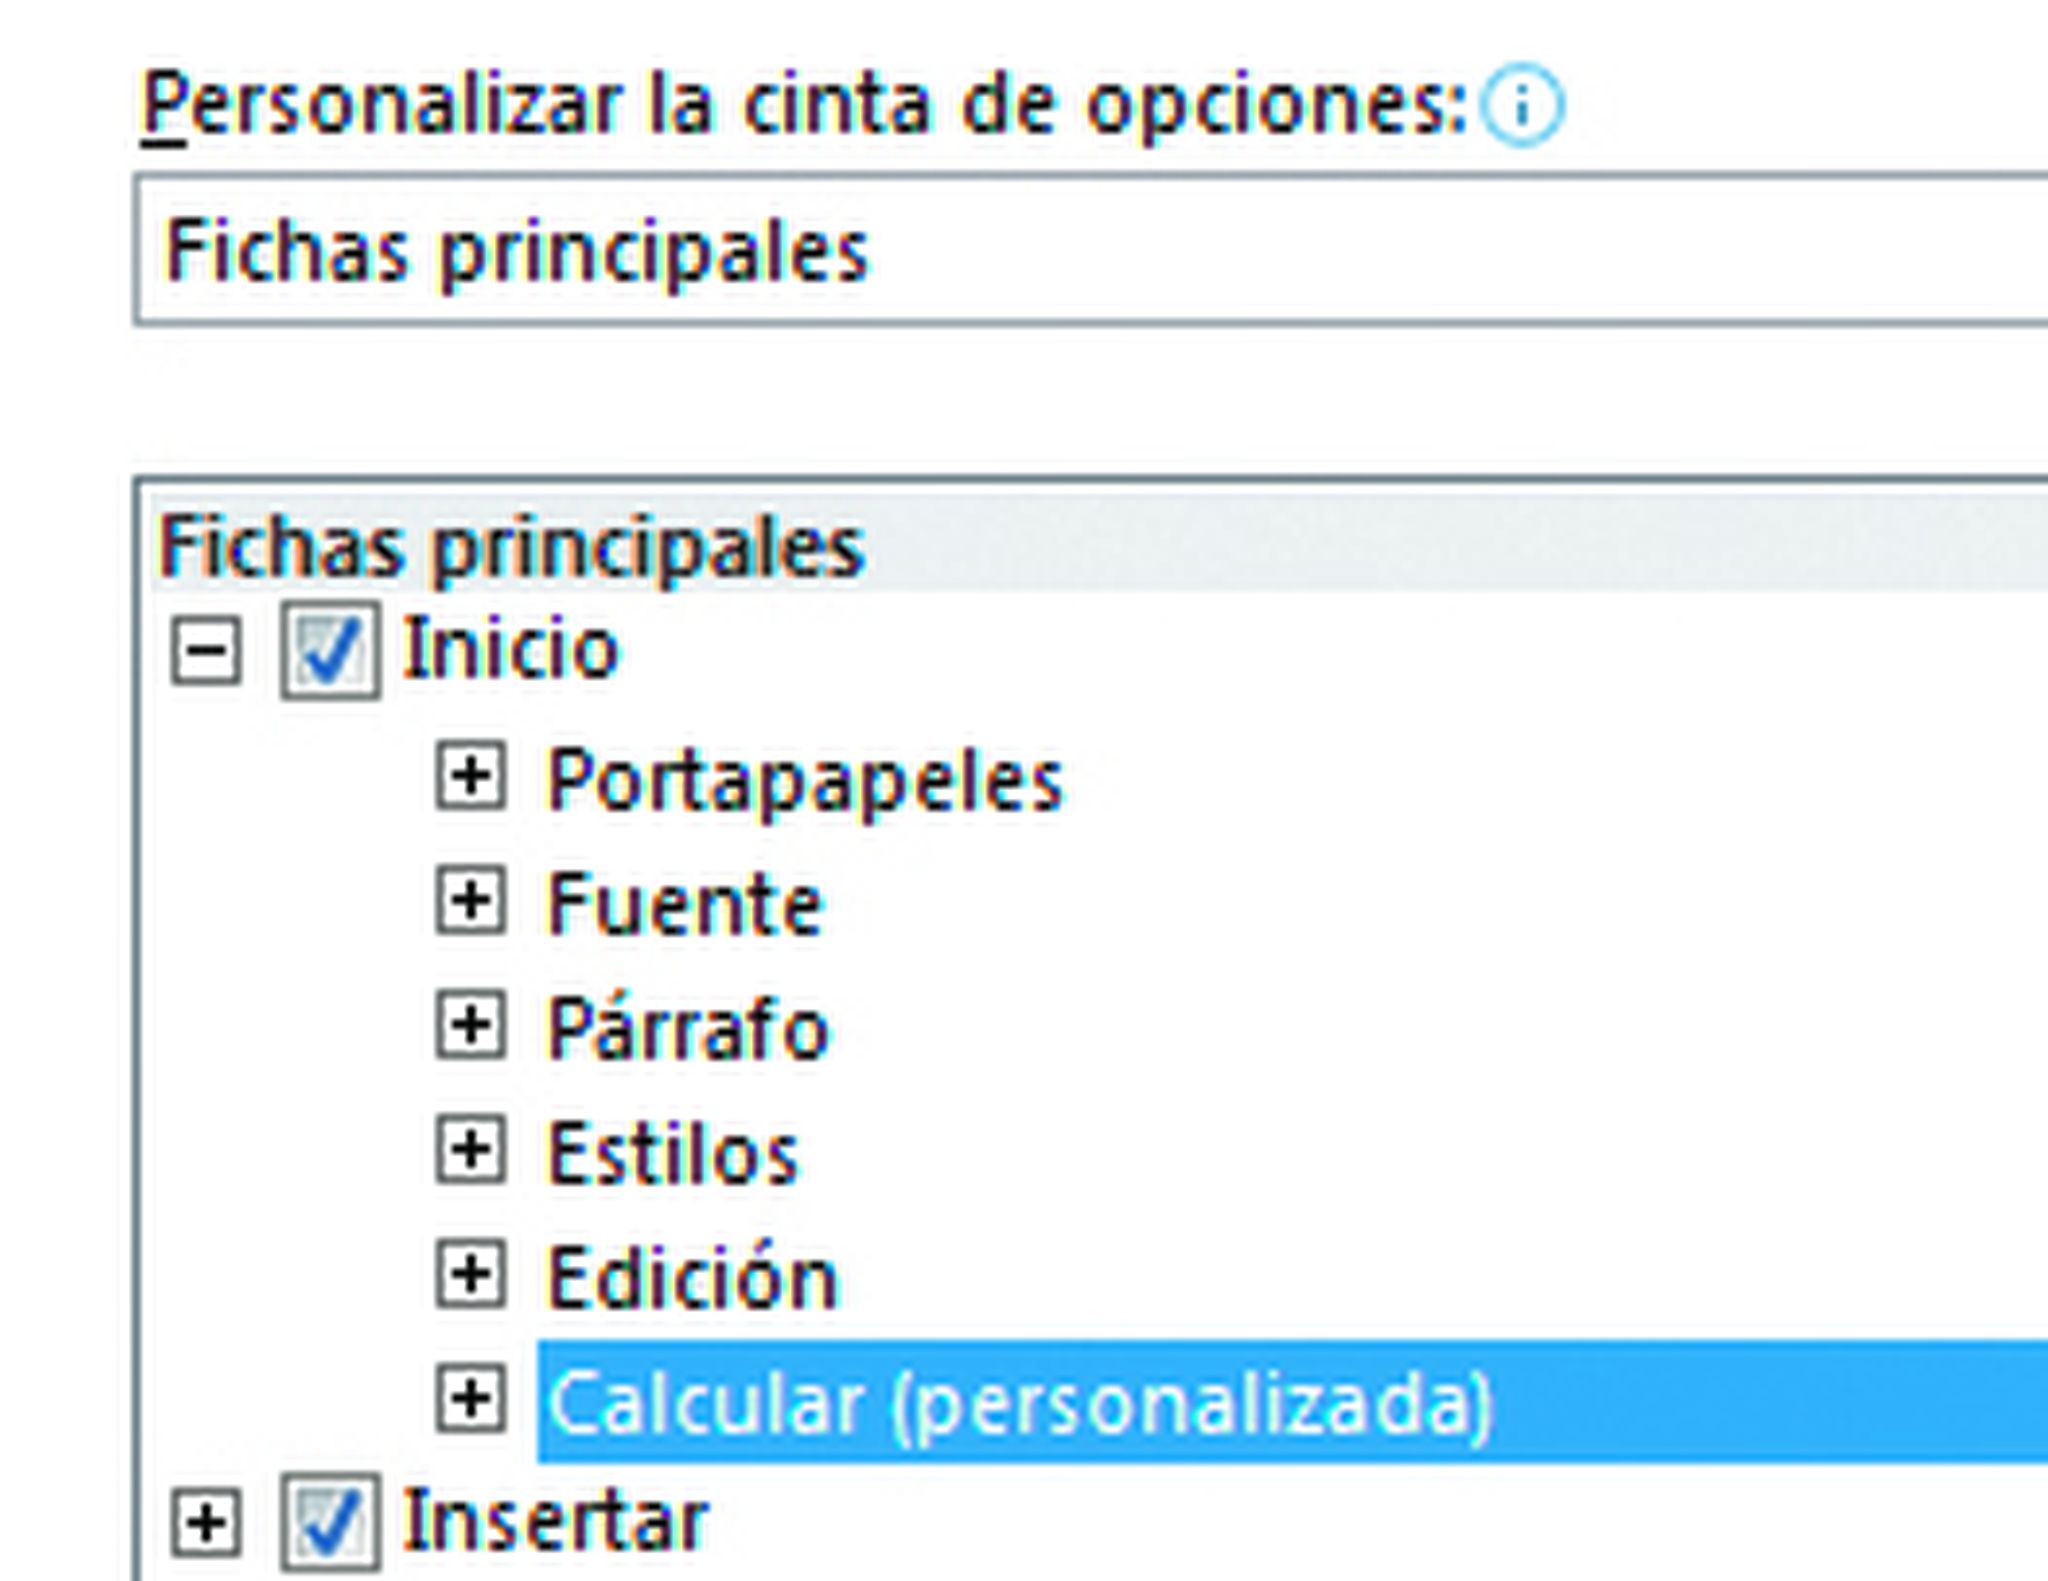 Personalizar la cinta de opciones:
Fichas principales
Fichas principales
Inicio
Portapapeles
Fuente
Párrafo
Estilos
Edición
Calcular (personalizada)
Insertar